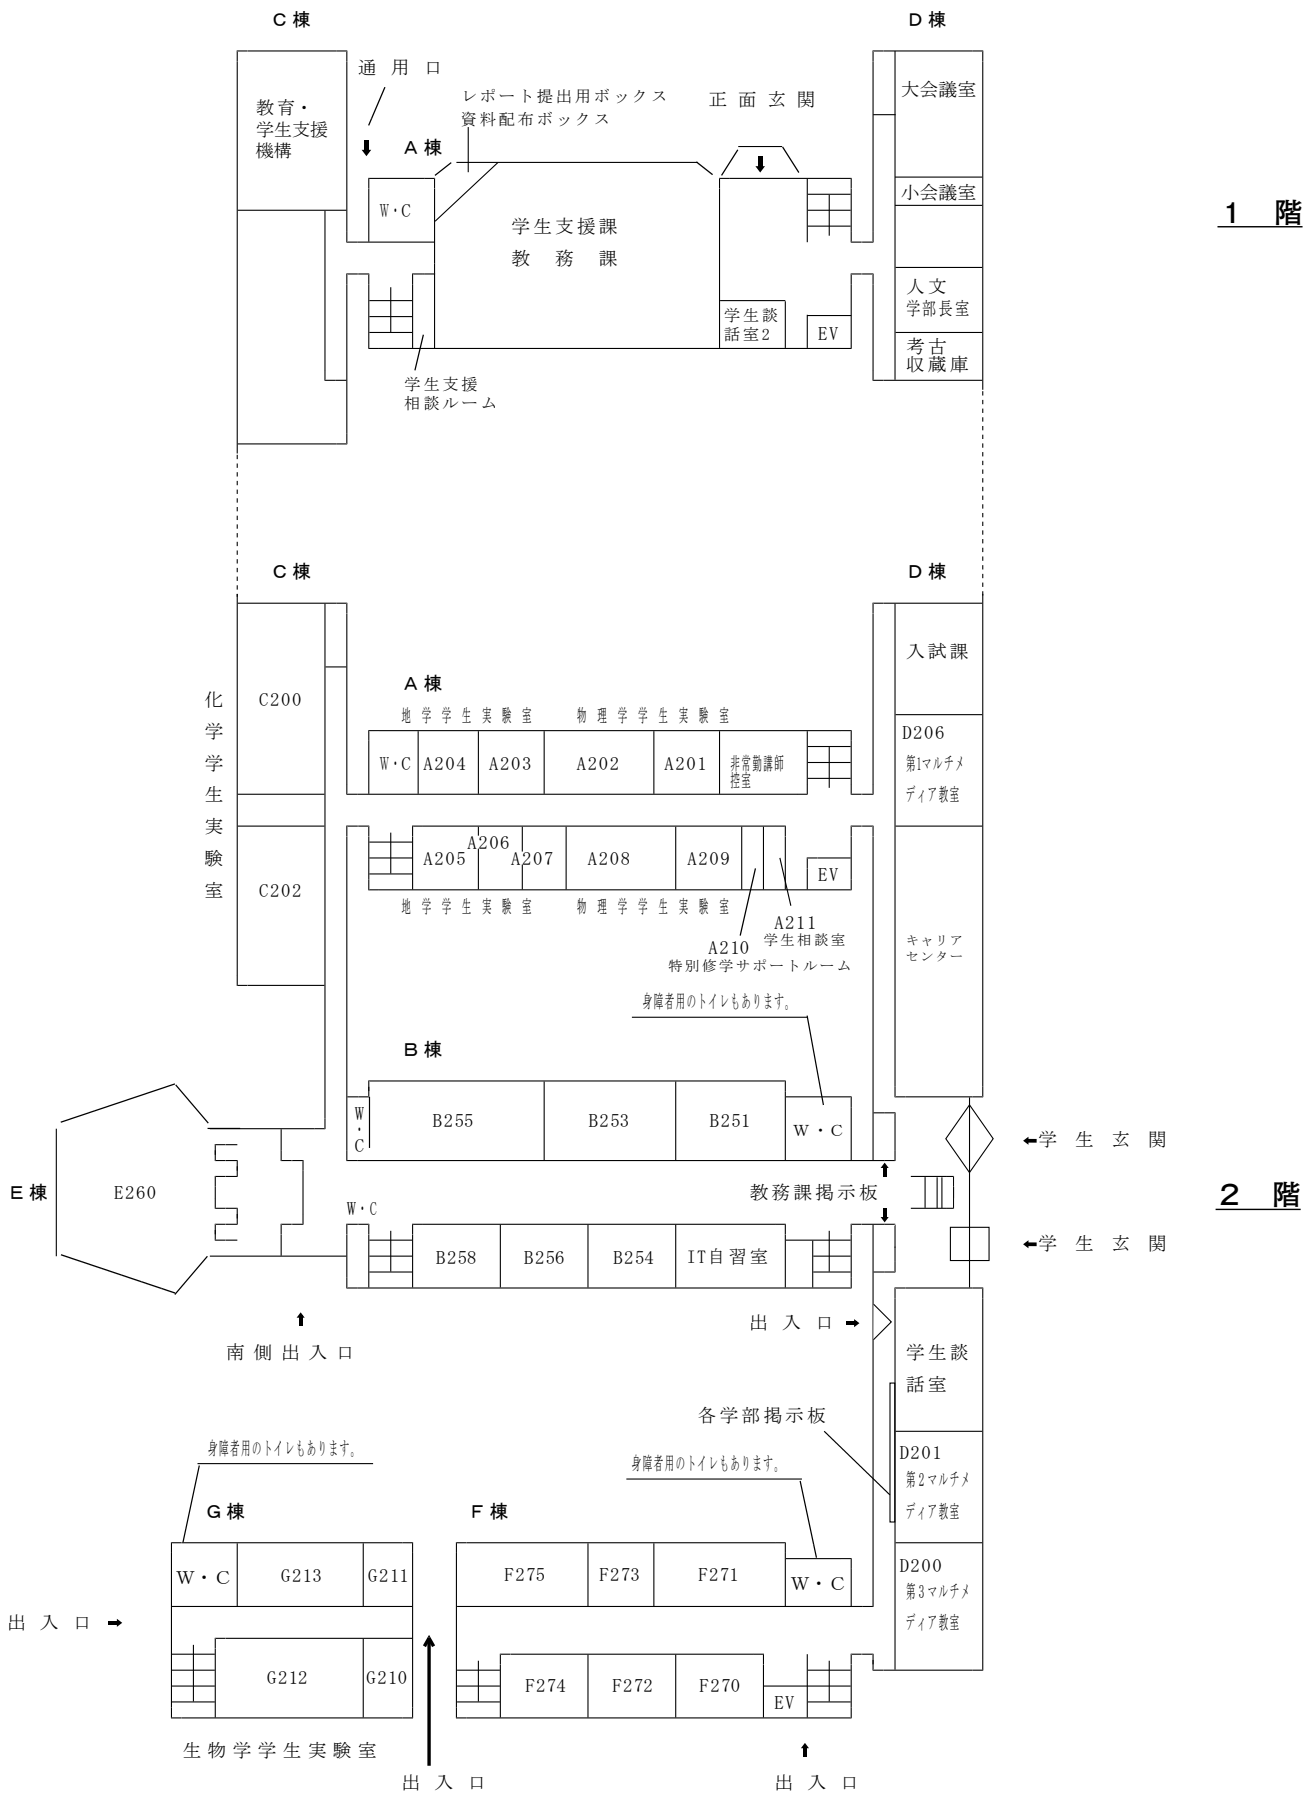 C棟
D棟
通用口
大会議室
レポート提出用ボックス
資料配布ボックス
正面玄関
教育・
学生支援
機構
A棟
W・C
小会議室
1　階
学生支援課
教　務　課
人文
学部長室
学生談
話室2
EV
考古
収蔵庫
学生支援
相談ルーム
C棟
D棟
入試課
A棟
化学学生実験室
C200
地学学生実験室
物理学学生実験室
D206
第1マルチメ
ディア教室
W・C
A204
A203
A202
A201
非常勤講師
控室
A205
A206
A207
A208
A209
EV
C202
地学学生実験室
物理学学生実験室
A211
学生相談室
A210
特別修学サポートルーム
キャリア
センター
身障者用のトイレもあります。
B棟
W・C
B255
B253
B251
W・C
学生玄関
E棟
E260
教務課掲示板
2　階
W・C
B258
B256
B254
IT自習室
学生玄関
出入口
南側出入口
学生談
話室
各学部掲示板
身障者用のトイレもあります。
身障者用のトイレもあります。
D201
第2マルチメ
ディア教室
G棟
F棟
W・C
G213
G211
F275
F273
F271
W・C
D200
第3マルチメ
ディア教室
出入口
G212
G210
F274
F272
F270
EV
生物学学生実験室
出入口
出入口